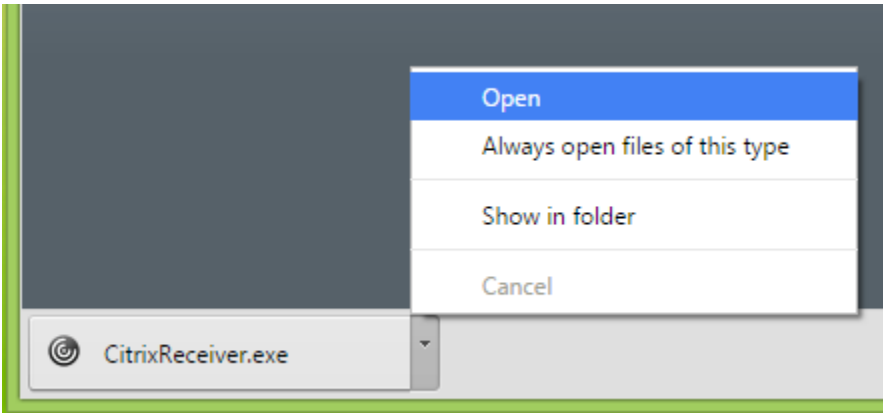 Open
Always open files of this type
Show in folder
Cancel
CitrixReceiver.exe